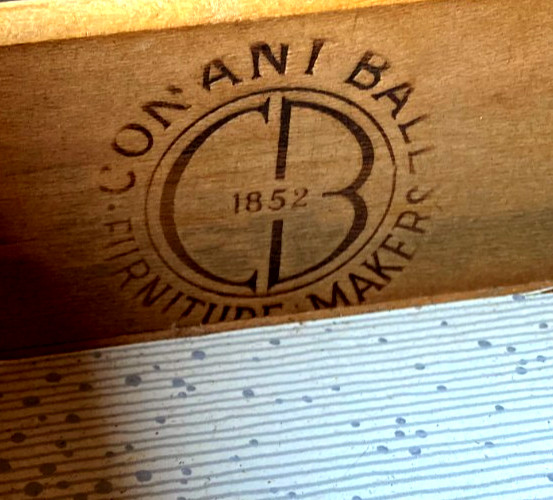 CONANT BALL
CB
1852
FURNITURE MAKERS